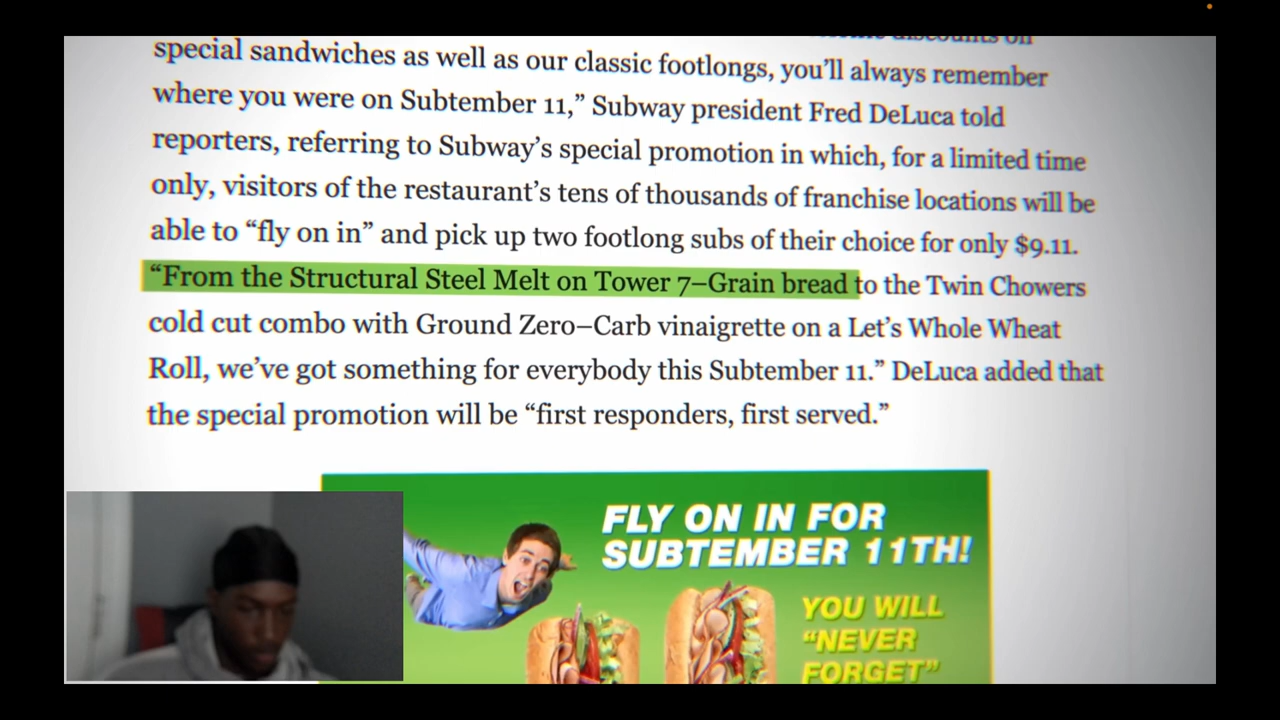 special sandwiches as well as our classic footlongs, you’ll always remember
where you were on Subtember 11,” Subway president Fred DeLuca told
reporters, referring to Subway’s special promotion in which, for a limited time
only, visitors of the restaurant’s tens of thousands of franchise locations will be
able to “fly on in” and pick up two footlong subs of their choice for only $9.11.
“From the Structural Steel Melt on Tower 7–Grain bread to the Twin Chowers
cold cut combo with Ground Zero–Carb vinaigrette on a Let’s Whole Wheat
Roll, we’ve got something for everybody this Subtember 11.” DeLuca added that
the special promotion will be “first responders, first served.”
FLY ON IN FOR
SUBTEMBER 11TH!
YOU WILL
“NEVER
FORGET”